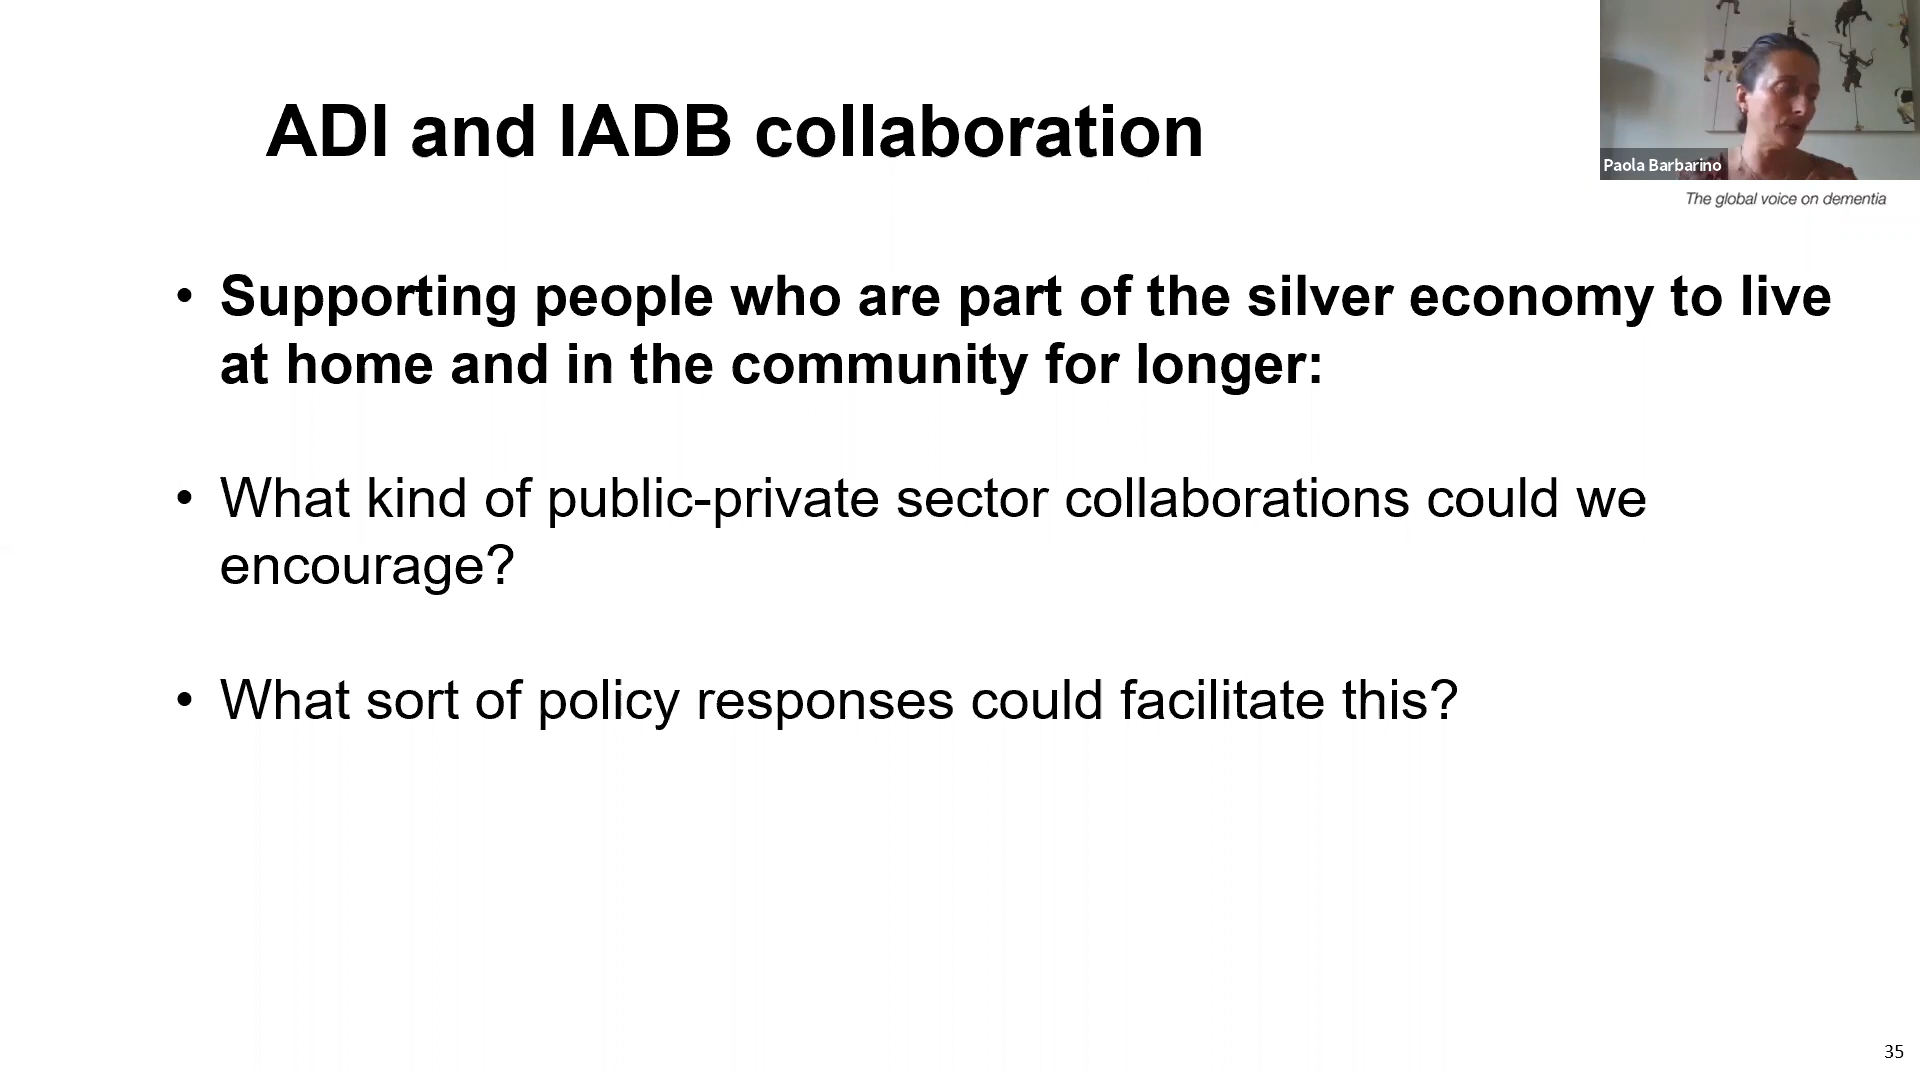 ADI and IADB collaboration
Paola Barbarino
The global voice on dementia
• Supporting people who are part of the silver economy to live
at home and in the community for longer:
• What kind of public-private sector collaborations could we
encourage?
• What sort of policy responses could facilitate this?
35